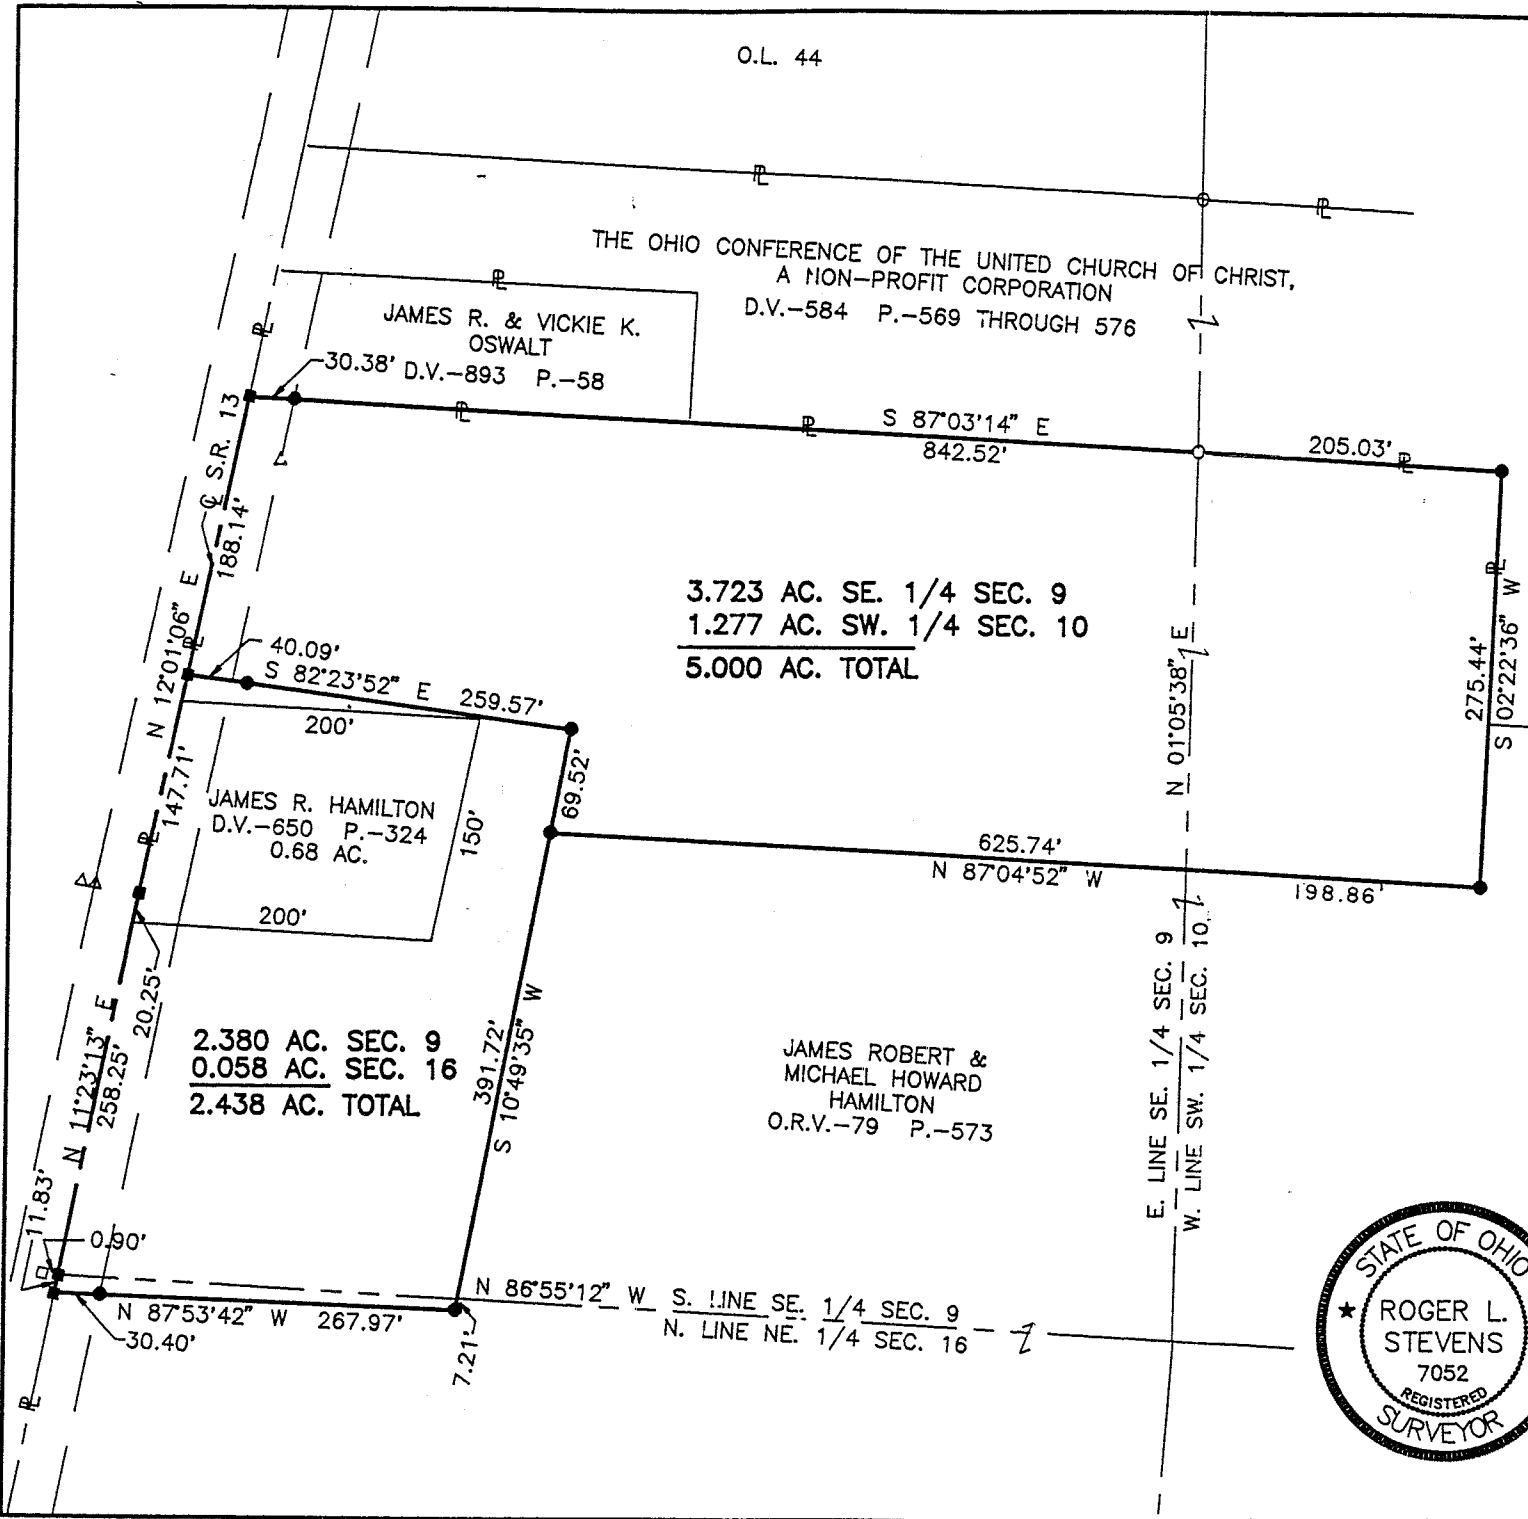 O.L. 44
THE OHIO CONFERENCE OF THE UNITED CHURCH OF CHRIST,
A NON-PROFIT CORPORATION
D.V.-584 P.-569 THROUGH 576
JAMES R. & VICKIE K.
OSWALT
D.V.-893 P.-58
30.38'
S 87°03'14" E
842.52'
205.03'
℄ S.R. 13
188.14'
N 12°01'06" E
3.723 AC. SE. 1/4 SEC. 9
1.277 AC. SW. 1/4 SEC. 10
5.000 AC. TOTAL
N 01°05'38" E
275.44'
S 02°22'36" W
40.09'
S 82°23'52" E 259.57'
200'
69.52'
147.71'
JAMES R. HAMILTON
D.V.-650 P.-324
0.68 AC.
150'
200'
625.74'
N 87°04'52" W
198.86'
20.25'
N 11°23'13" E
258.25'
2.380 AC. SEC. 9
0.058 AC. SEC. 16
2.438 AC. TOTAL
391.72'
S 10°49'35" W
JAMES ROBERT &
MICHAEL HOWARD
HAMILTON
O.R.V.-79 P.-573
E. LINE SE. 1/4 SEC. 9
W. LINE SW. 1/4 SEC. 10
11.83'
0.90'
N 87°53'42" W 267.97'
30.40'
7.21'
N 86°55'12" W
S. LINE SE. 1/4 SEC. 9
N. LINE NE. 1/4 SEC. 16
STATE OF OHIO
★ ROGER L.
STEVENS
7052
REGISTERED
SURVEYOR